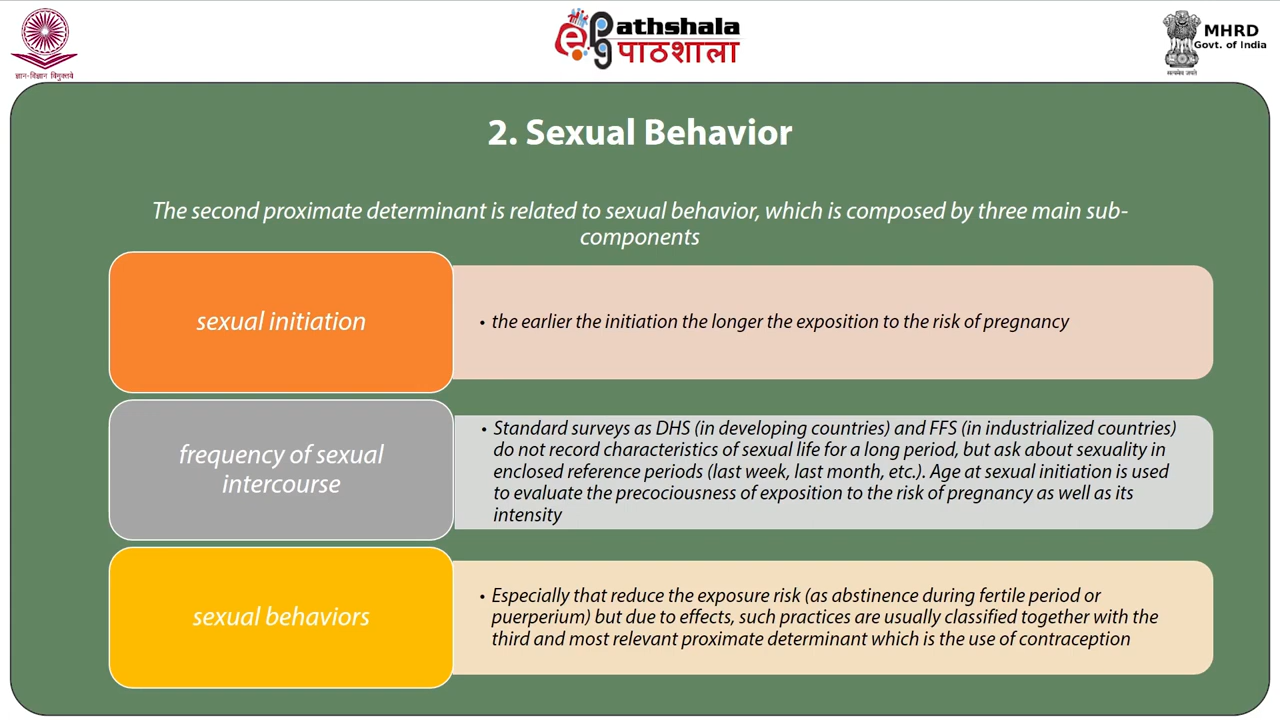 ज्ञान-विज्ञान विमुक्तये
ePG
athshala
पाठशाला
सत्यमेव जयते
MHRD
Govt. of India
2. Sexual Behavior
The second proximate determinant is related to sexual behavior, which is composed by three main sub-
components
sexual initiation
• the earlier the initiation the longer the exposition to the risk of pregnancy
frequency of sexual
intercourse
• Standard surveys as DHS (in developing countries) and FFS (in industrialized countries)
do not record characteristics of sexual life for a long period, but ask about sexuality in
enclosed reference periods (last week, last month, etc.). Age at sexual initiation is used
to evaluate the precociousness of exposition to the risk of pregnancy as well as its
intensity
sexual behaviors
• Especially that reduce the exposure risk (as abstinence during fertile period or
puerperium) but due to effects, such practices are usually classified together with the
third and most relevant proximate determinant which is the use of contraception